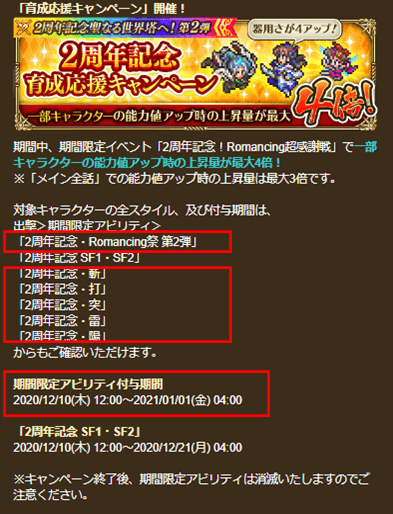 「育成応援キャンペーン」開催！
2周年記念聖なる世界塔へ！第2弾
器用さが4アップ！
2周年記念
育成応援キャンペーン
一部キャラクターの能力値アップ時の上昇量が最大
4倍！
期間中、期間限定イベント「2周年記念！Romancing超感謝戦」で一部
キャラクターの能力値アップ時の上昇量が最大4倍！
※「メイン全話」での能力値アップ時の上昇量は最大3倍です。
対象キャラクターの全スタイル、及び付与期間は、
出撃＞期間限定アビリティ＞
「2周年記念・Romancing祭 第2弾」
「2周年記念 SF1・SF2」
「2周年記念・斬」
「2周年記念・打」
「2周年記念・突」
「2周年記念・雷」
「2周年記念・陽」
からもご確認いただけます。
期間限定アビリティ付与期間
2020/12/10(木) 12:00～2021/01/01(金) 04:00
「2周年記念 SF1・SF2」
2020/12/10(木) 12:00～2020/12/21(月) 04:00
※キャンペーン終了後、期間限定アビリティは消滅いたしますのでご
注意ください。